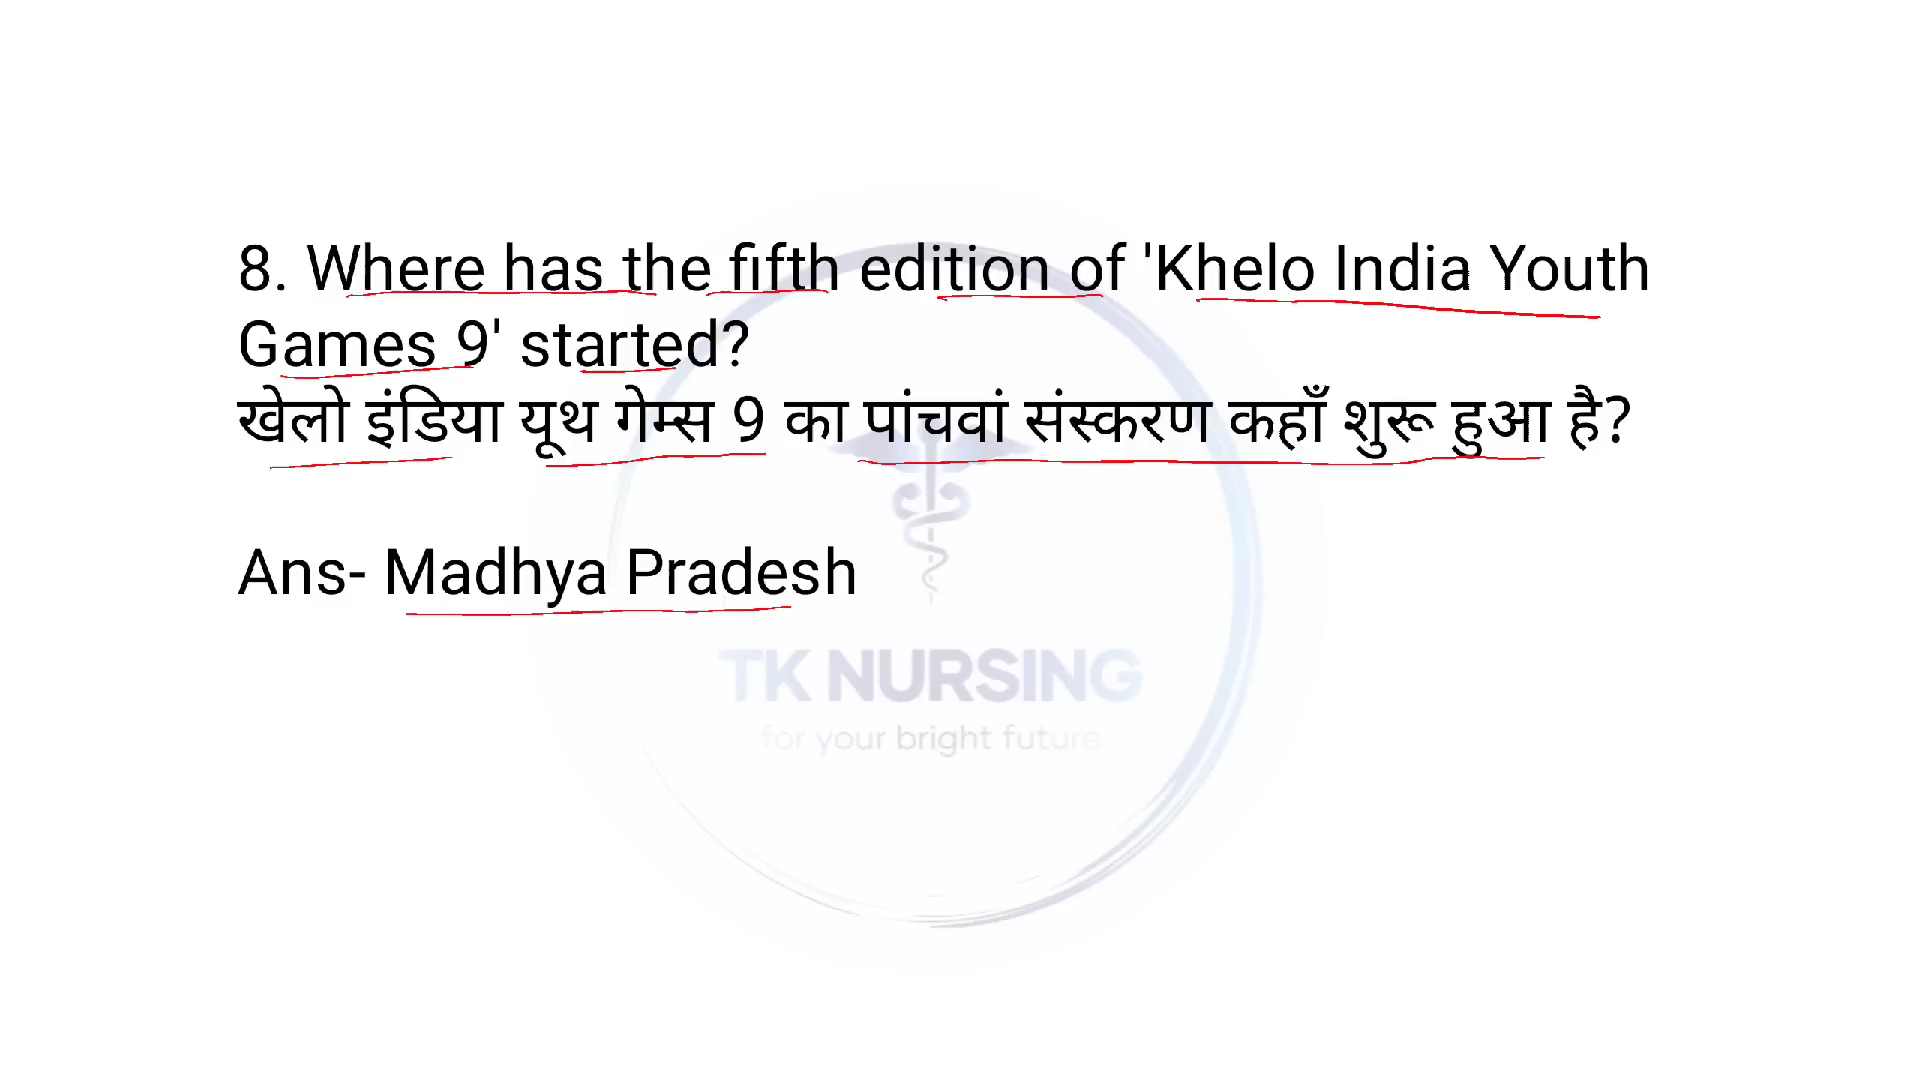 8. Where has the fifth edition of 'Khelo India Youth
Games 9' started?
खेलो इंडिया यूथ गेम्स 9 का पांचवां संस्करण कहाँ शुरू हुआ है?
Ans- Madhya Pradesh
TK NURSING
for your bright future